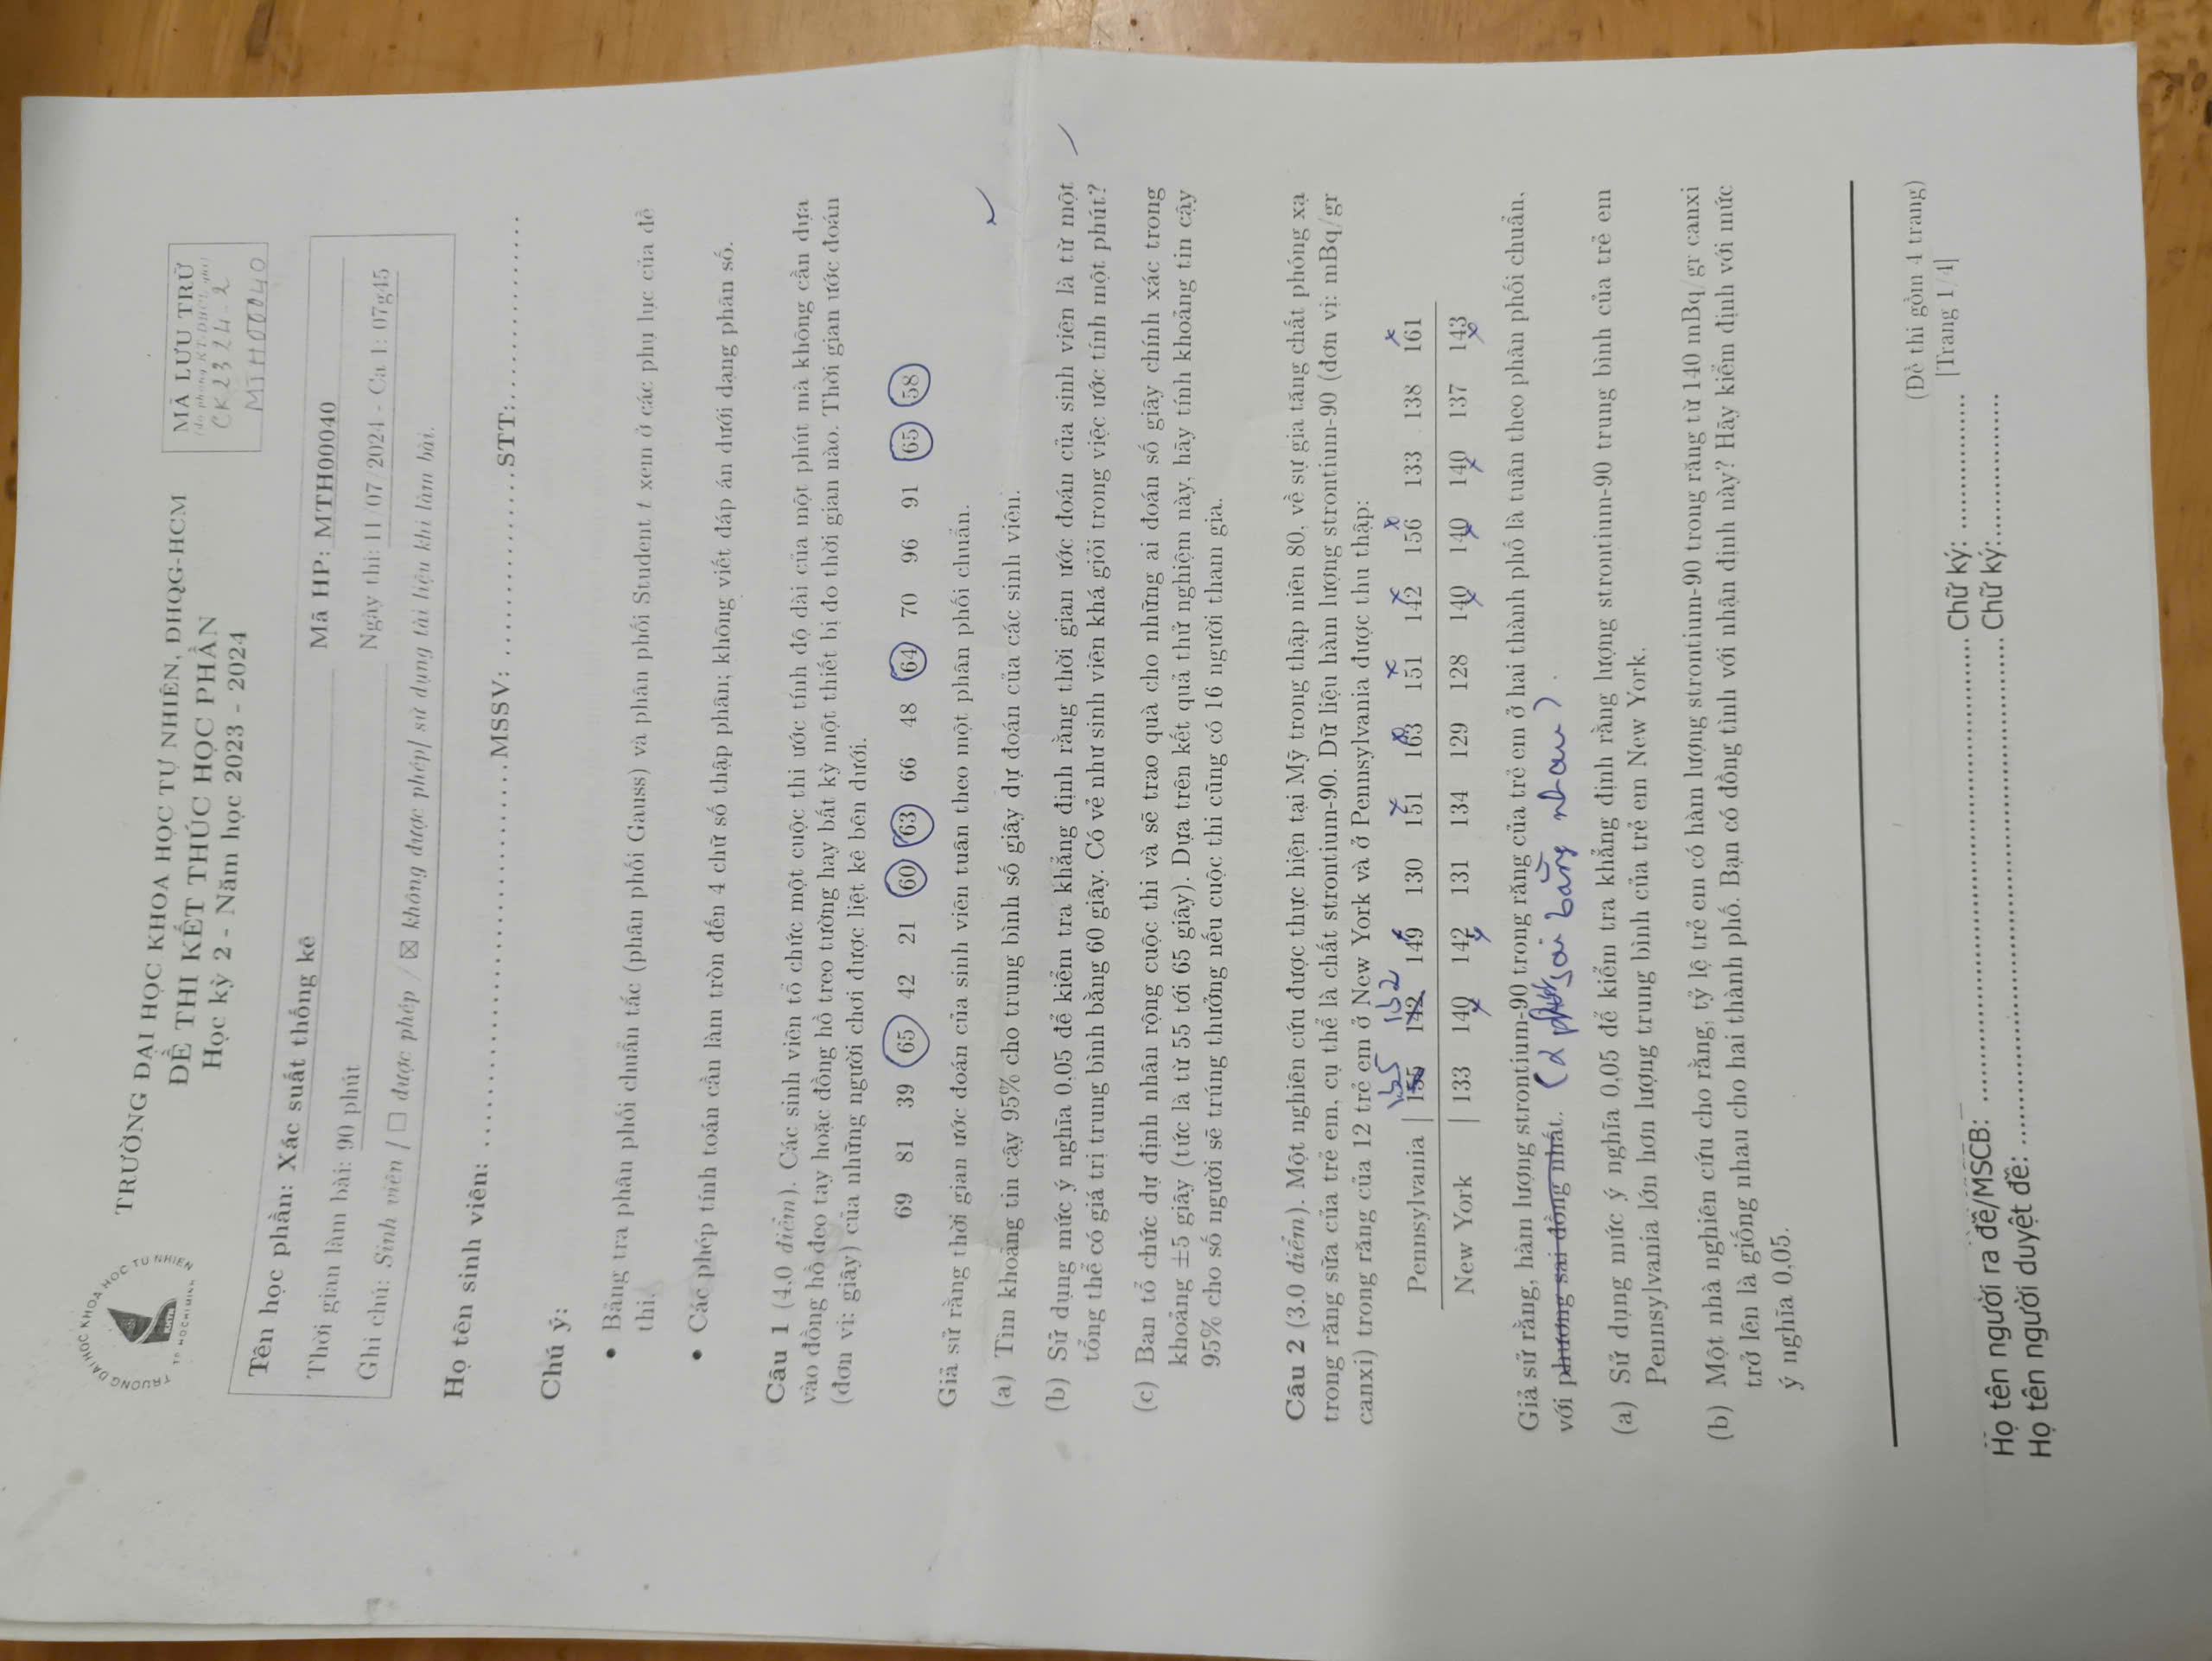 TRƯỜNG ĐẠI HỌC KHOA HỌC TỰ NHIÊN, ĐHQG-HCM
ĐỀ THI KẾT THÚC HỌC PHẦN
Học kỳ 2 - Năm học 2023 - 2024
MÃ LƯU TRỮ
CK2324-2
MTH00040
Tên học phần: Xác suất thống kê
Mã HP: MTH00040
Thời gian làm bài: 90 phút
Ngày thi: 11/07/2024 - Ca 1: 07g45
Ghi chú: Sinh viên [ ☐ được phép / ☒ không được phép] sử dụng tài liệu khi làm bài.
Họ tên sinh viên: ........ MSSV: ........ STT: ........
Chú ý:
• Bảng tra phân phối chuẩn tắc (phân phối Gauss) và phân phối Student t xem ở các phụ lục của đề
thi.
• Các phép tính toán cần làm tròn đến 4 chữ số thập phân; không viết đáp án dưới dạng phân số.
Câu 1 (4.0 điểm). Các sinh viên tổ chức một cuộc thi ước tính độ dài của một phút mà không cần dựa
vào đồng hồ đeo tay hoặc đồng hồ treo tường hay bất kỳ một thiết bị đo thời gian nào. Thời gian ước đoán
(đơn vị: giây) của những người chơi được liệt kê bên dưới.
69 81 39 65 42 21 60 63 66 48 64 70 96 91 65 58
Giả sử rằng thời gian ước đoán của sinh viên tuân theo một phân phối chuẩn.
(a) Tìm khoảng tin cậy 95% cho trung bình số giây dự đoán của các sinh viên.
(b) Sử dụng mức ý nghĩa 0,05 để kiểm tra khẳng định rằng thời gian ước đoán của sinh viên là từ một
tổng thể có giá trị trung bình bằng 60 giây. Có vẻ như sinh viên khá giỏi trong việc ước tính một phút?
(c) Ban tổ chức dự định nhân rộng cuộc thi và sẽ trao quà cho những ai đoán số giây chính xác trong
khoảng ±5 giây (tức là từ 55 tới 65 giây). Dựa trên kết quả thử nghiệm này, hãy tính khoảng tin cậy
95% cho số người sẽ trúng thưởng nếu cuộc thi cũng có 16 người tham gia.
Câu 2 (3.0 điểm). Một nghiên cứu được thực hiện tại Mỹ trong thập niên 80, về sự gia tăng chất phóng xạ
trong răng sữa của trẻ em, cụ thể là chất strontium-90. Dữ liệu hàm lượng strontium-90 (đơn vị: mBq/gr
canxi) trong răng của 12 trẻ em ở New York và ở Pennsylvania được thu thập:
155 152
Pennsylvania 155 142 149 130 151 163 151 142 156 133 138 161
New York 133 140 142 131 134 129 128 140 140 140 137 143
Giả sử rằng, hàm lượng strontium-90 trong răng của trẻ em ở hai thành phố là tuân theo phân phối chuẩn,
với phương sai đồng nhất. (2 phương sai bằng nhau).
(a) Sử dụng mức ý nghĩa 0,05 để kiểm tra khẳng định rằng lượng strontium-90 trung bình của trẻ em
Pennsylvania lớn hơn lượng trung bình của trẻ em New York.
(b) Một nhà nghiên cứu cho rằng, tỷ lệ trẻ em có hàm lượng strontium-90 trong răng từ 140 mBq/gr canxi
trở lên là giống nhau cho hai thành phố. Bạn có đồng tình với nhận định này? Hãy kiểm định với mức
ý nghĩa 0,05.
(Đề thi gồm 4 trang)
[Trang 1/4]
Họ tên người ra đề/MSCB: ........ Chữ ký: ........
Họ tên người duyệt đề: ........ Chữ ký: ........